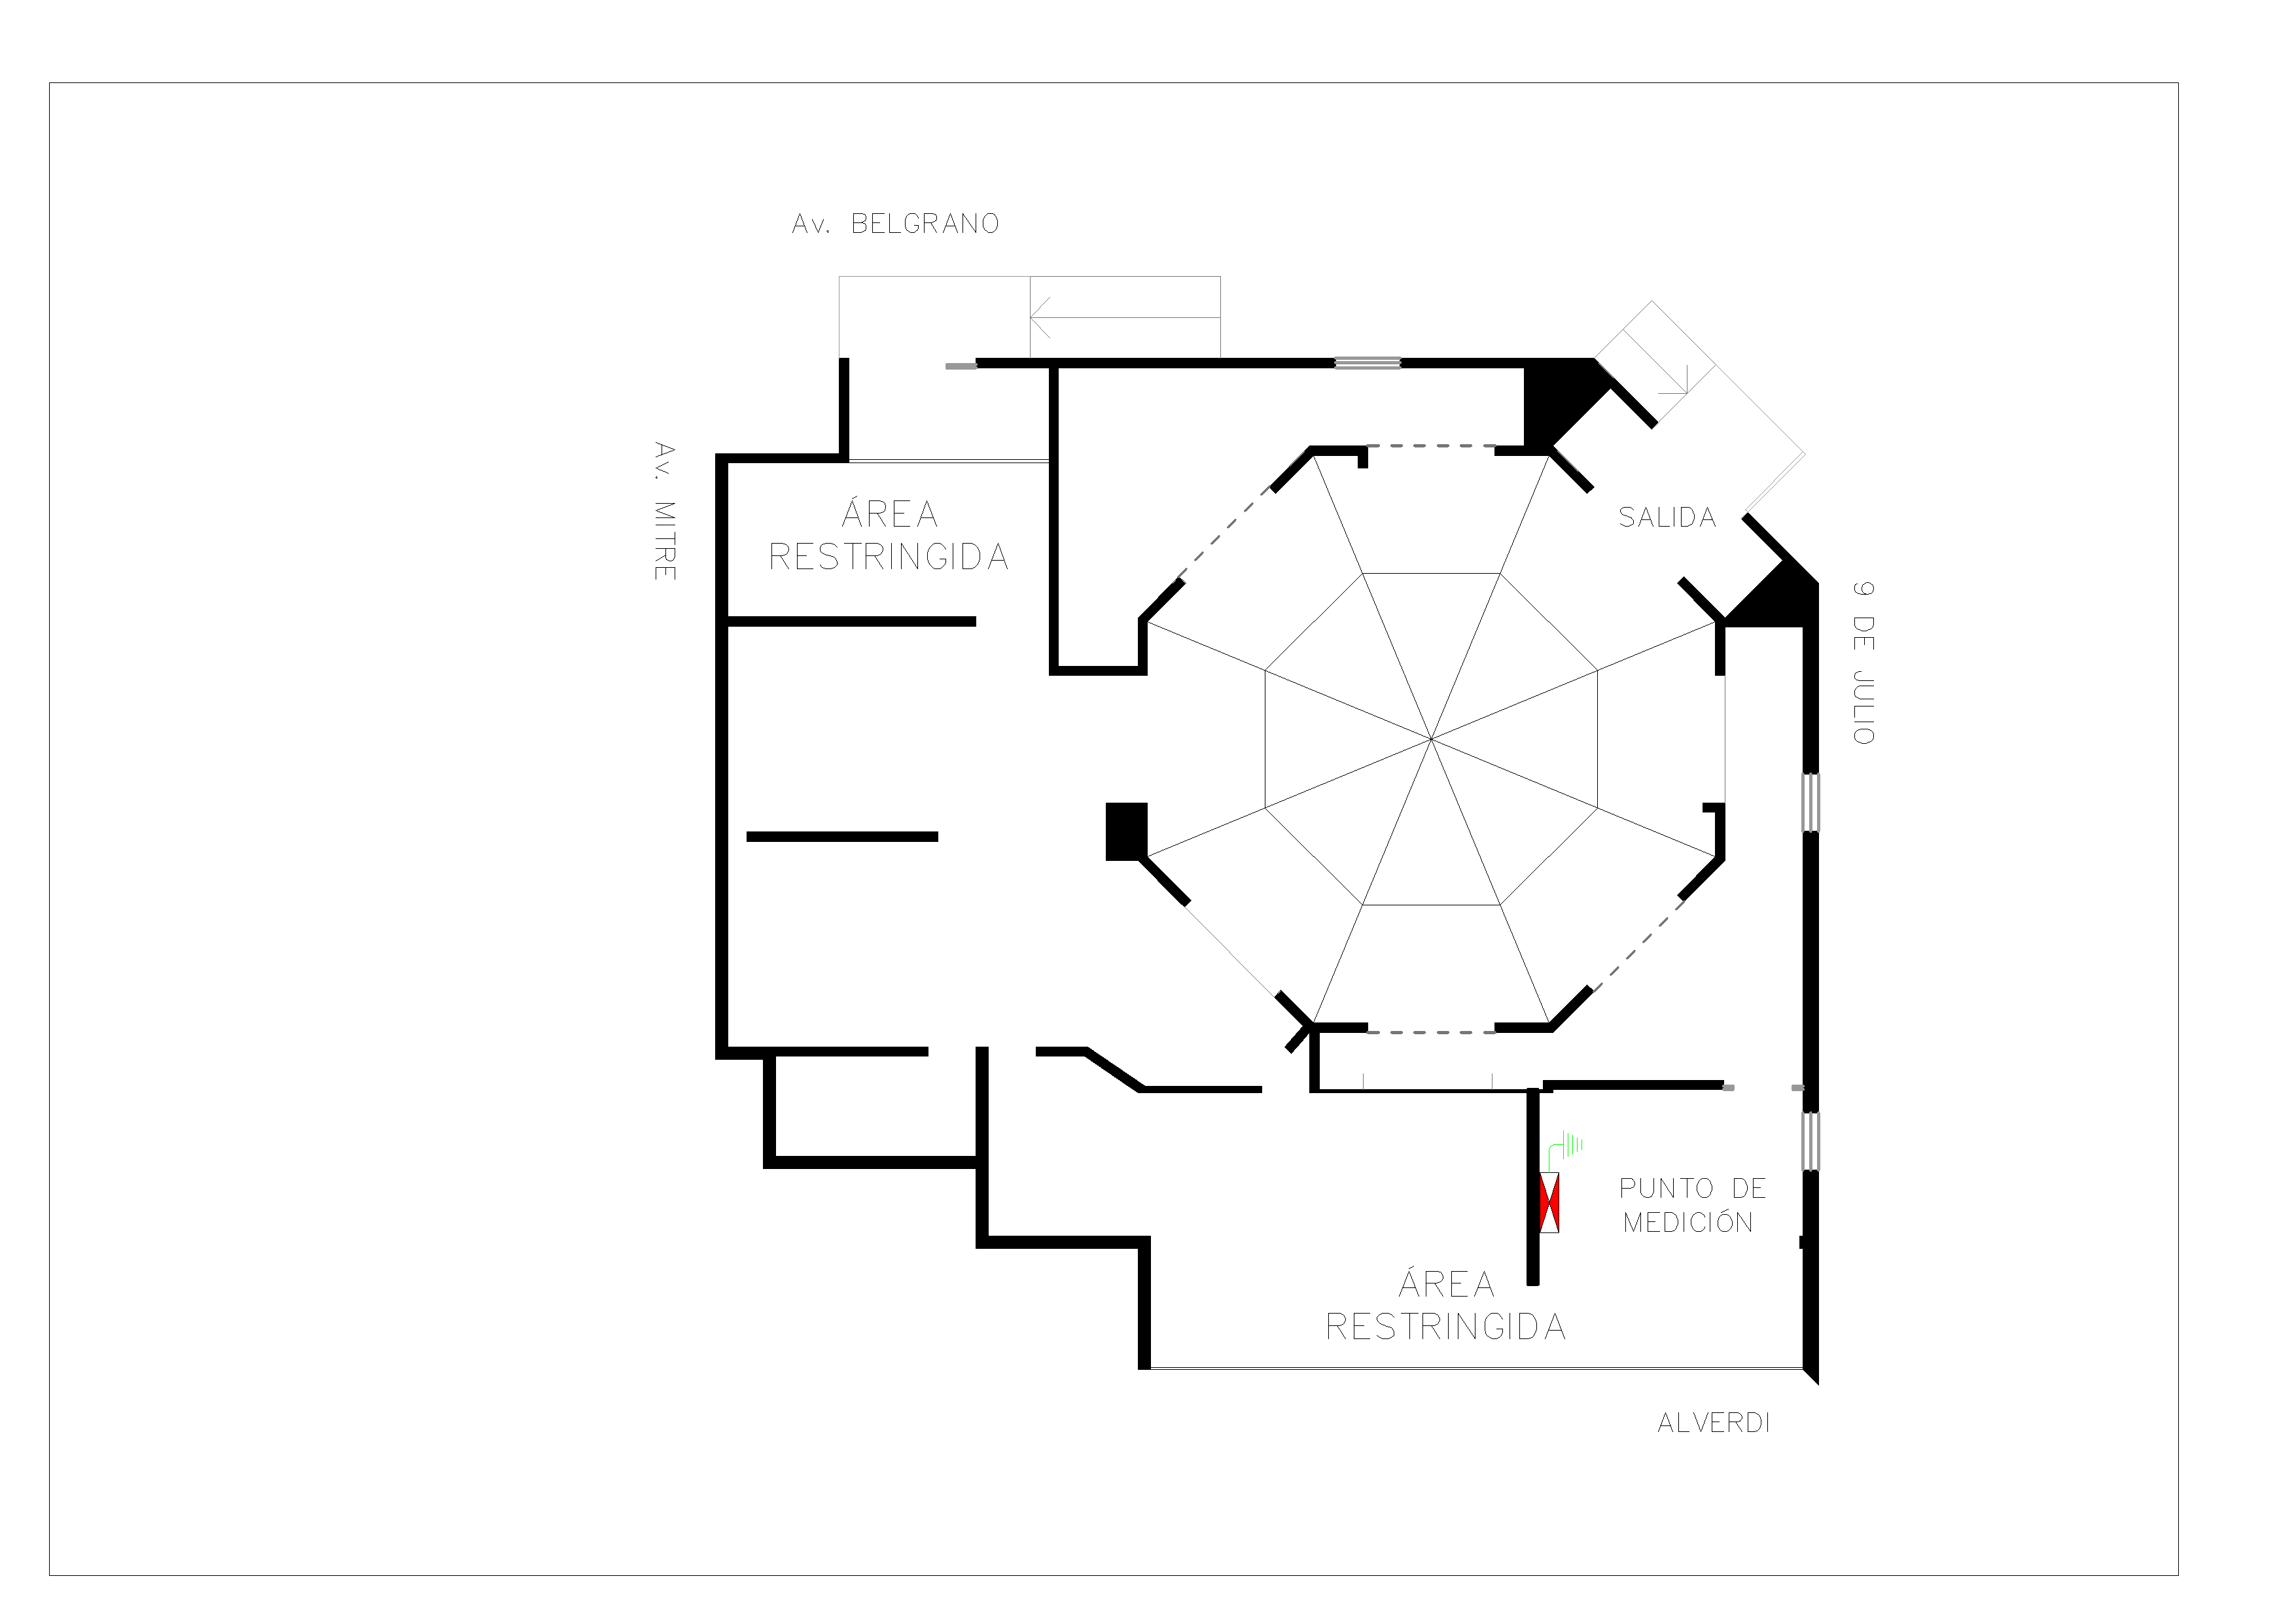 Av. BELGRANO
Av. MITRE
ÁREA
RESTRINGIDA
SALIDA
9 DE JULIO
PUNTO DE
MEDICIÓN
ÁREA
RESTRINGIDA
ALVERDI